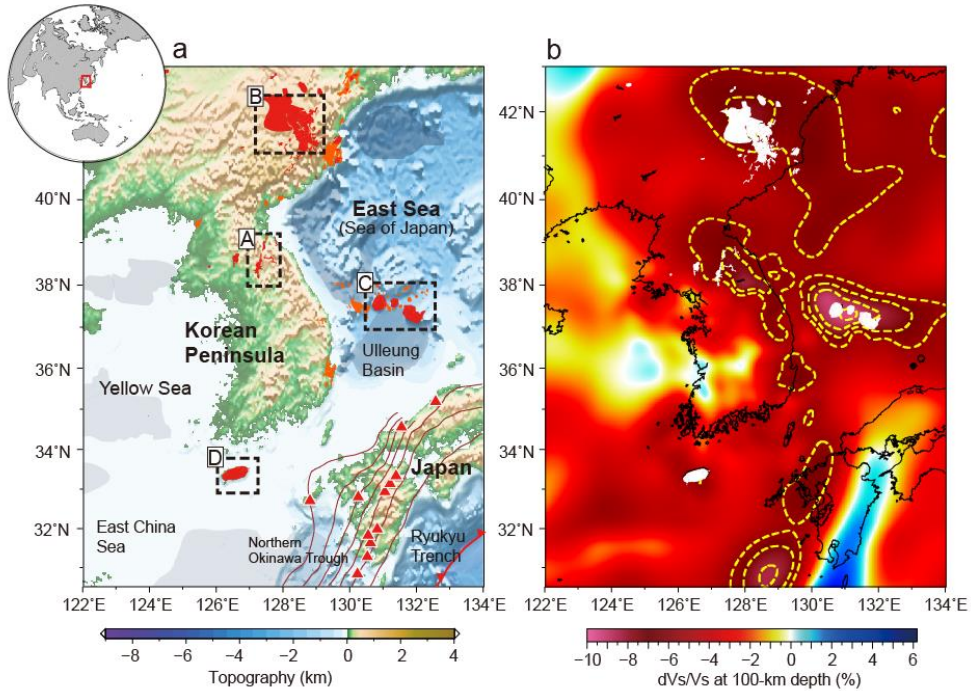 a
b
B
A
C
D
East Sea
(Sea of Japan)
Korean
Peninsula
Ulleung
Basin
Yellow Sea
Japan
East China
Sea
Northern
Okinawa Trough
Ryukyu
Trench
40°N
38°N
36°N
34°N
32°N
122°E
124°E
126°E
128°E
130°E
132°E
134°E
42°N
40°N
38°N
36°N
34°N
32°N
122°E
124°E
126°E
128°E
130°E
132°E
134°E
−8 −6 −4 −2 0 2 4
Topography (km)
−10 −8 −6 −4 −2 0 2 4 6
dVs/Vs at 100-km depth (%)